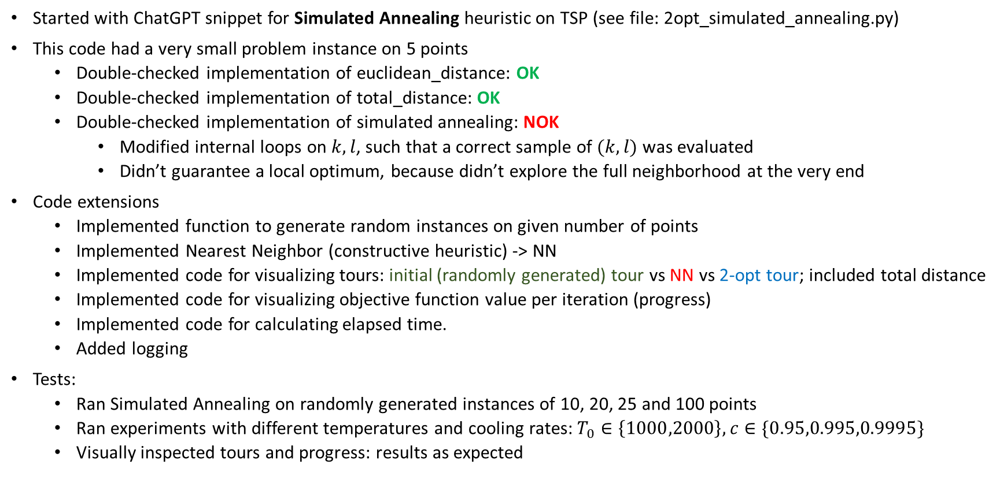 • Started with ChatGPT snippet for Simulated Annealing heuristic on TSP (see file: 2opt_simulated_annealing.py)
• This code had a very small problem instance on 5 points
• Double-checked implementation of euclidean_distance: OK
• Double-checked implementation of total_distance: OK
• Double-checked implementation of simulated annealing: NOK
• Modified internal loops on k, l, such that a correct sample of (k, l) was evaluated
• Didn’t guarantee a local optimum, because didn’t explore the full neighborhood at the very end
• Code extensions
• Implemented function to generate random instances on given number of points
• Implemented Nearest Neighbor (constructive heuristic) -> NN
• Implemented code for visualizing tours: initial (randomly generated) tour vs NN vs 2-opt tour; included total distance
• Implemented code for visualizing objective function value per iteration (progress)
• Implemented code for calculating elapsed time.
• Added logging
• Tests:
• Ran Simulated Annealing on randomly generated instances of 10, 20, 25 and 100 points
• Ran experiments with different temperatures and cooling rates: T₀ ∈ {1000,2000}, c ∈ {0.95,0.995,0.9995}
• Visually inspected tours and progress: results as expected